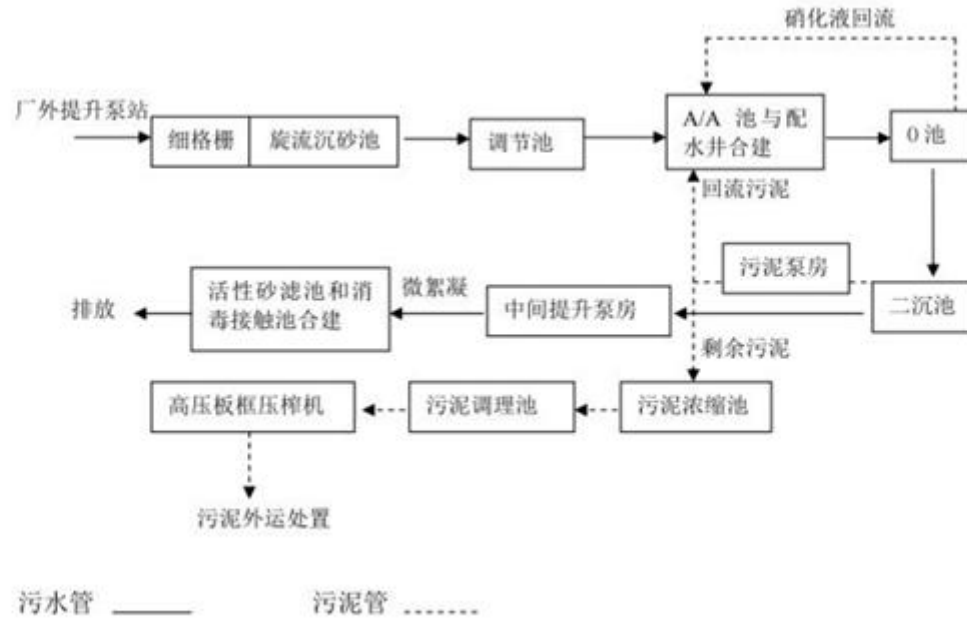 硝化液回流
厂外提升泵站
细格栅 旋流沉砂池
调节池
A/A 池与配
水井合建
0 池
回流污泥
污泥泵房
二沉池
中间提升泵房
微絮凝
活性砂滤池和消
毒接触池合建
排放
剩余污泥
高压板框压榨机
污泥调理池
污泥浓缩池
污泥外运处置
污水管
污泥管